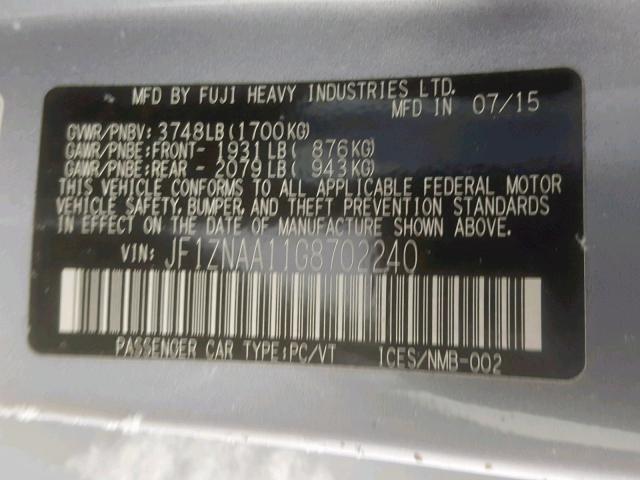 MFD BY FUJI HEAVY INDUSTRIES LTD.
MFD IN 07/15
GVWR/PNBV: 3748LB(1700KG)
GAWR/PNBE:FRONT- 1931LB( 876KG)
GAWR/PNBE:REAR - 2079LB( 943KG)
THIS VEHICLE CONFORMS TO ALL APPLICABLE FEDERAL MOTOR
VEHICLE SAFETY, BUMPER, AND THEFT PREVENTION STANDARDS
IN EFFECT ON THE DATE OF MANUFACTURE SHOWN ABOVE.
VIN: JF1ZNAA11G8702240
PASSENGER CAR TYPE:PC/VT ICES/NMB-002